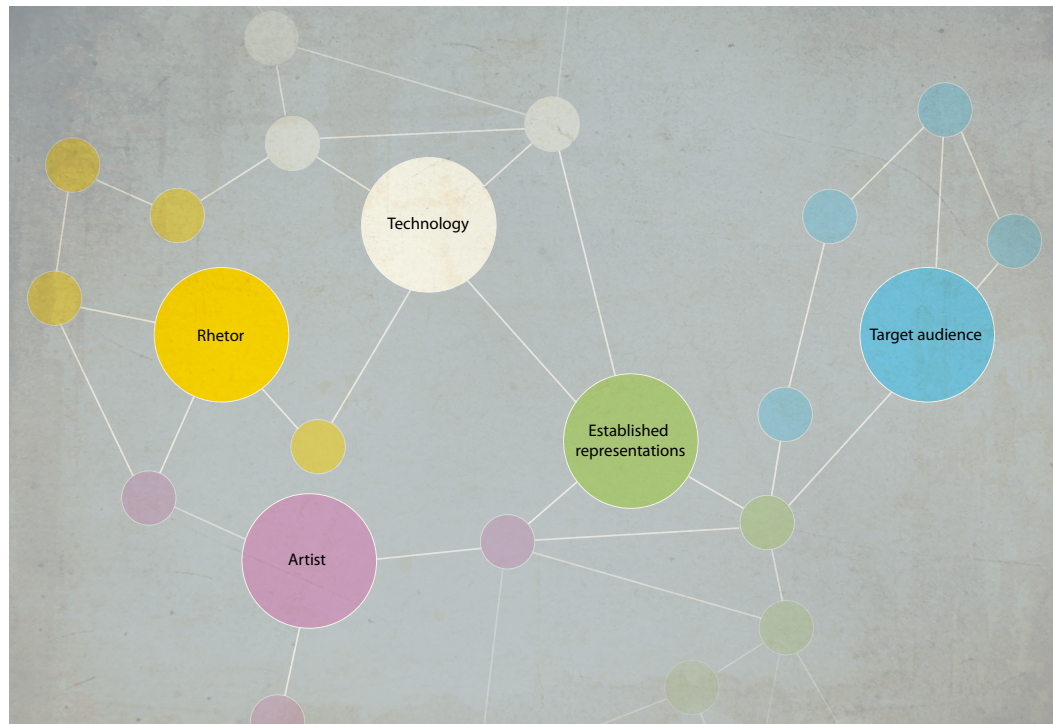 Technology
Rhetor
Target audience
Established
representations
Artist